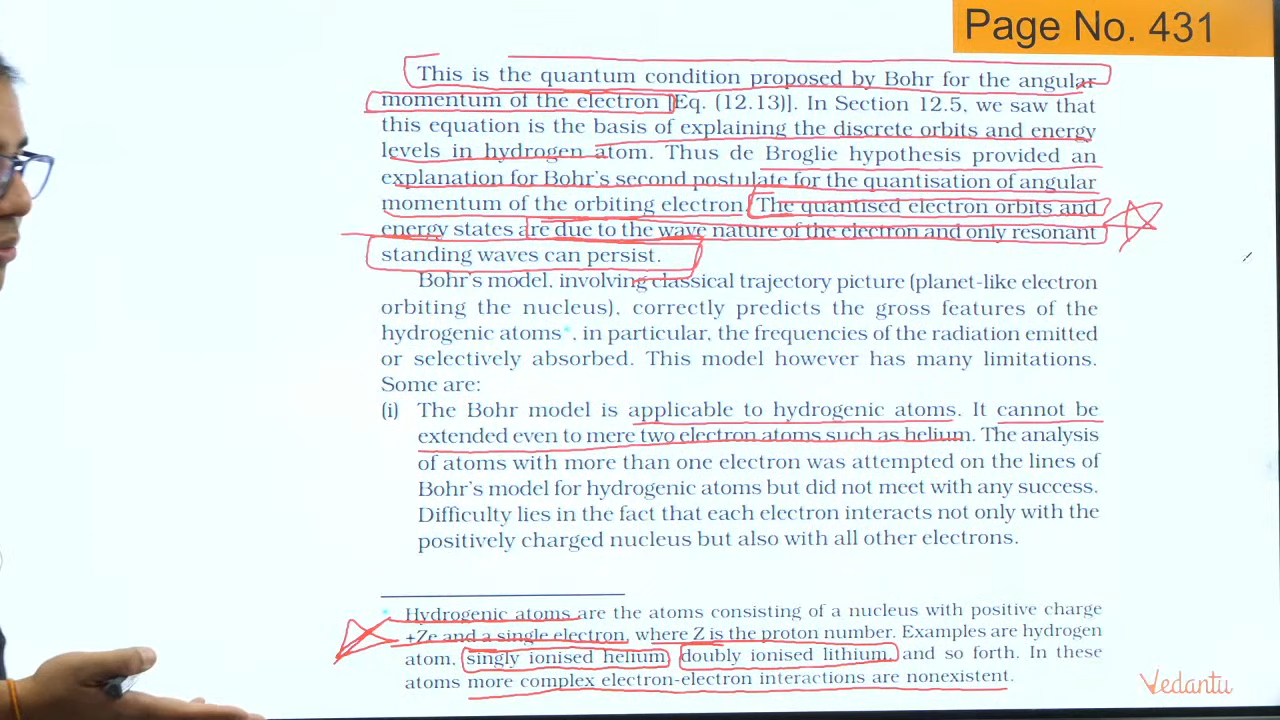 Page No. 431
This is the quantum condition proposed by Bohr for the angular
momentum of the electron [Eq. (12.13)]. In Section 12.5, we saw that
this equation is the basis of explaining the discrete orbits and energy
levels in hydrogen atom. Thus de Broglie hypothesis provided an
explanation for Bohr's second postulate for the quantisation of angular
momentum of the orbiting electron. The quantised electron orbits and
energy states are due to the wave nature of the electron and only resonant
standing waves can persist.
Bohr's model, involving classical trajectory picture (planet-like electron
orbiting the nucleus), correctly predicts the gross features of the
hydrogenic atoms*, in particular, the frequencies of the radiation emitted
or selectively absorbed. This model however has many limitations.
Some are:
(i) The Bohr model is applicable to hydrogenic atoms. It cannot be
extended even to mere two electron atoms such as helium. The analysis
of atoms with more than one electron was attempted on the lines of
Bohr's model for hydrogenic atoms but did not meet with any success.
Difficulty lies in the fact that each electron interacts not only with the
positively charged nucleus but also with all other electrons.
* Hydrogenic atoms are the atoms consisting of a nucleus with positive charge
+Ze and a single electron, where Z is the proton number. Examples are hydrogen
atom, singly ionised helium, doubly ionised lithium, and so forth. In these
atoms more complex electron-electron interactions are nonexistent.
Vedantu